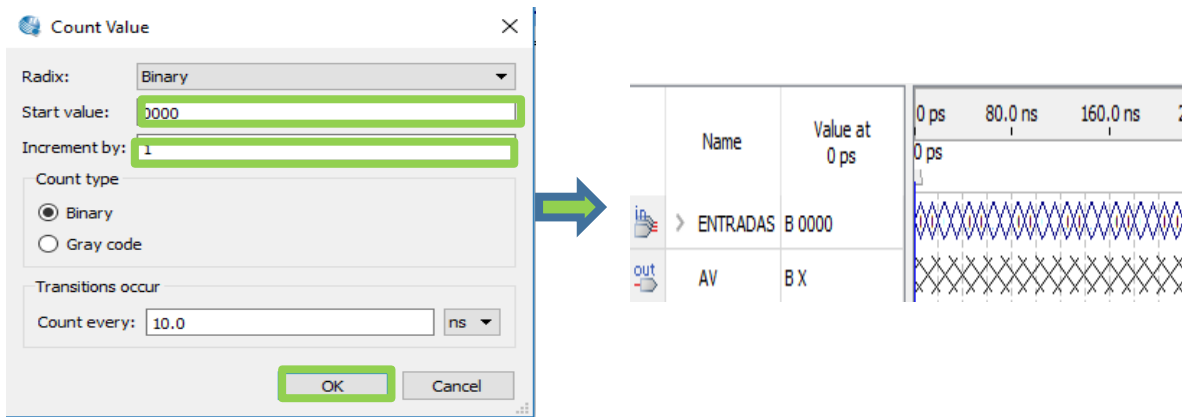 Count Value
Radix: Binary
Start value: 0000
Increment by: 1
Count type
Binary
Gray code
Transitions occur
Count every: 10.0 ns
OK Cancel
Name Value at 0 ps
0 ps 80.0 ns 160.0 ns 2
0 ps
in ENTRADAS B 0000
out AV B X